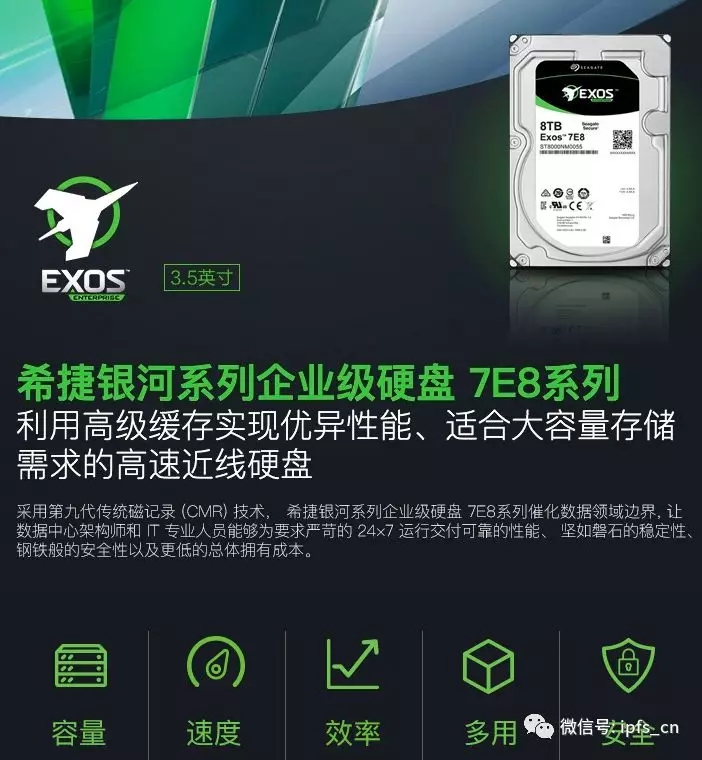 SEAGATE
EXOS™
ENTERPRISE
8TB
Seagate
Secure™
Exos™ 7E8
ST8000NM0055
EXOS™
ENTERPRISE
3.5英寸
希捷银河系列企业级硬盘 7E8系列
利用高级缓存实现优异性能、适合大容量存储
需求的高速近线硬盘
采用第九代传统磁记录 (CMR) 技术， 希捷银河系列企业级硬盘 7E8系列催化数据领域边界, 让
数据中心架构师和 IT 专业人员能够为要求严苛的 24×7 运行交付可靠的性能、 坚如磐石的稳定性、
钢铁般的安全性以及更低的总体拥有成本。
容量
速度
效率
多用
安全
微信号: ipfs_cn